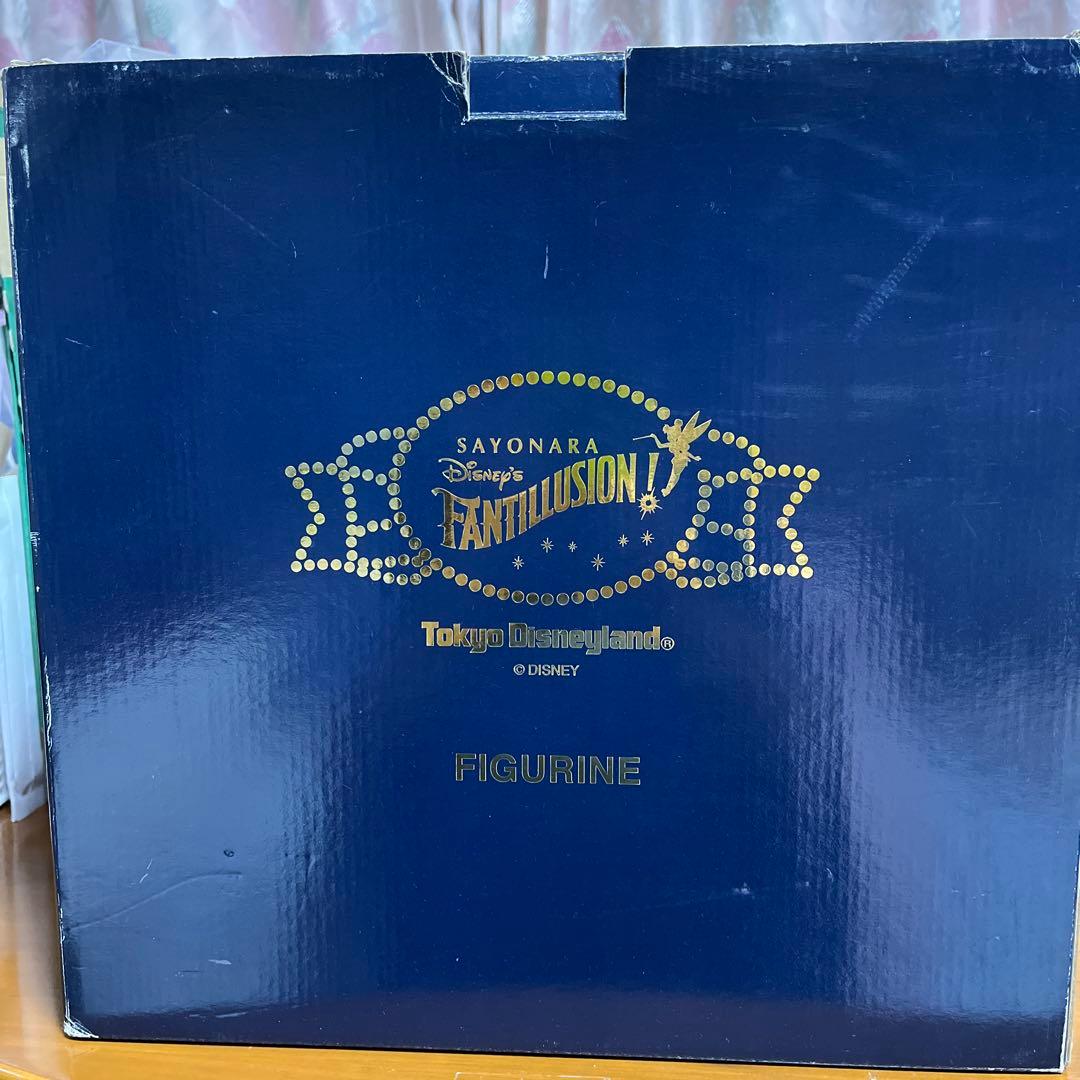 SAYONARA
Disney's
FANTILLUSION!
Tokyo Disneyland®
© DISNEY
FIGURINE